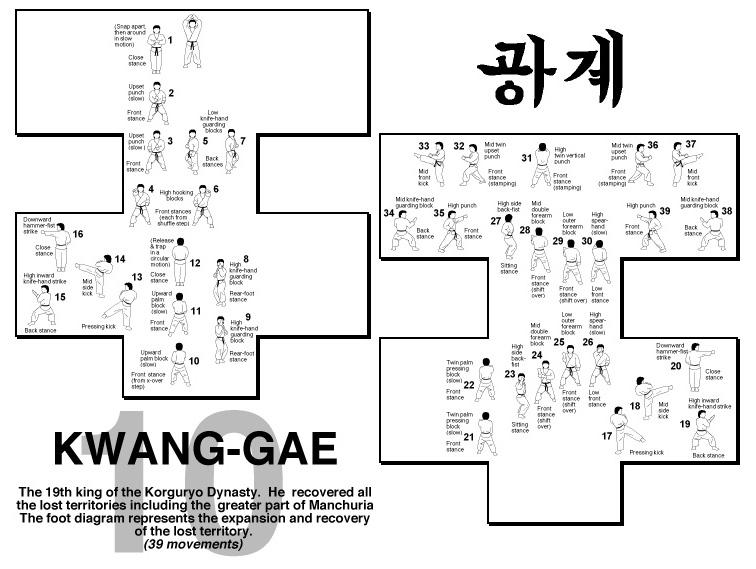 (Snap apart,
then around
in slow
motion)
1
Close
stance
Upset
punch
(slow)
2
Front
stance
Upset
punch
(slow)
3
Front
stance
Low
knife-hand
guarding
blocks
5
7
Back
stances
4
High hooking
blocks
6
Front stances
(each from
shuffle step)
Downward
hammer-fist
strike
16
Close
stance
14
Mid
side
kick
13
High inward
knife-hand strike
15
Back stance
Pressing kick
(Release
& trap
in a
circular
motion)
12
Close
stance
8
High
knife-hand
guarding
block
Rear-foot
stance
Upward
palm
block
(slow)
11
Front
stance
9
High
knife-hand
guarding
block
Rear-foot
stance
Upward
palm block
(slow)
10
Front stance
(from x-over
step)
광개
33
Mid
front
kick
32
Mid twin
upset
punch
Front
stance
(stamping)
31
High
twin vertical
punch
Front
stance
(stamping)
Mid twin
upset
punch
36
Front
stance
(stamping)
37
Mid
front
kick
Mid knife-hand
guarding block
34
Back
stance
35
High punch
Front
stance
High side
back-fist
27
Sitting
stance
Mid
double
forearm
block
28
Front
stance
(shift
over)
Low
outer
forearm
block
29
Front
stance
(shift over)
High
spear-
hand
(slow)
30
Low
front
stance
High punch
39
Front
stance
Mid knife-hand
guarding block
38
Back
stance
Twin palm
pressing
block
(slow)
22
Front
stance
Twin palm
pressing
block
(slow)
21
Front
stance
High
side
back-
fist
23
Sitting
stance
Mid
double
forearm
block
24
Front
stance
(shift
over)
Low
outer
forearm
block
25
Front
stance
(shift
over)
High
spear-
hand
(slow)
26
Low
front
stance
Downward
hammer-fist
strike
20
Close
stance
18
Mid
side
kick
17
Pressing kick
High inward
knife-hand strike
19
Back stance
10
KWANG-GAE
The 19th king of the Korguryo Dynasty. He recovered all
the lost territories including the greater part of Manchuria
The foot diagram represents the expansion and recovery
of the lost territory.
(39 movements)